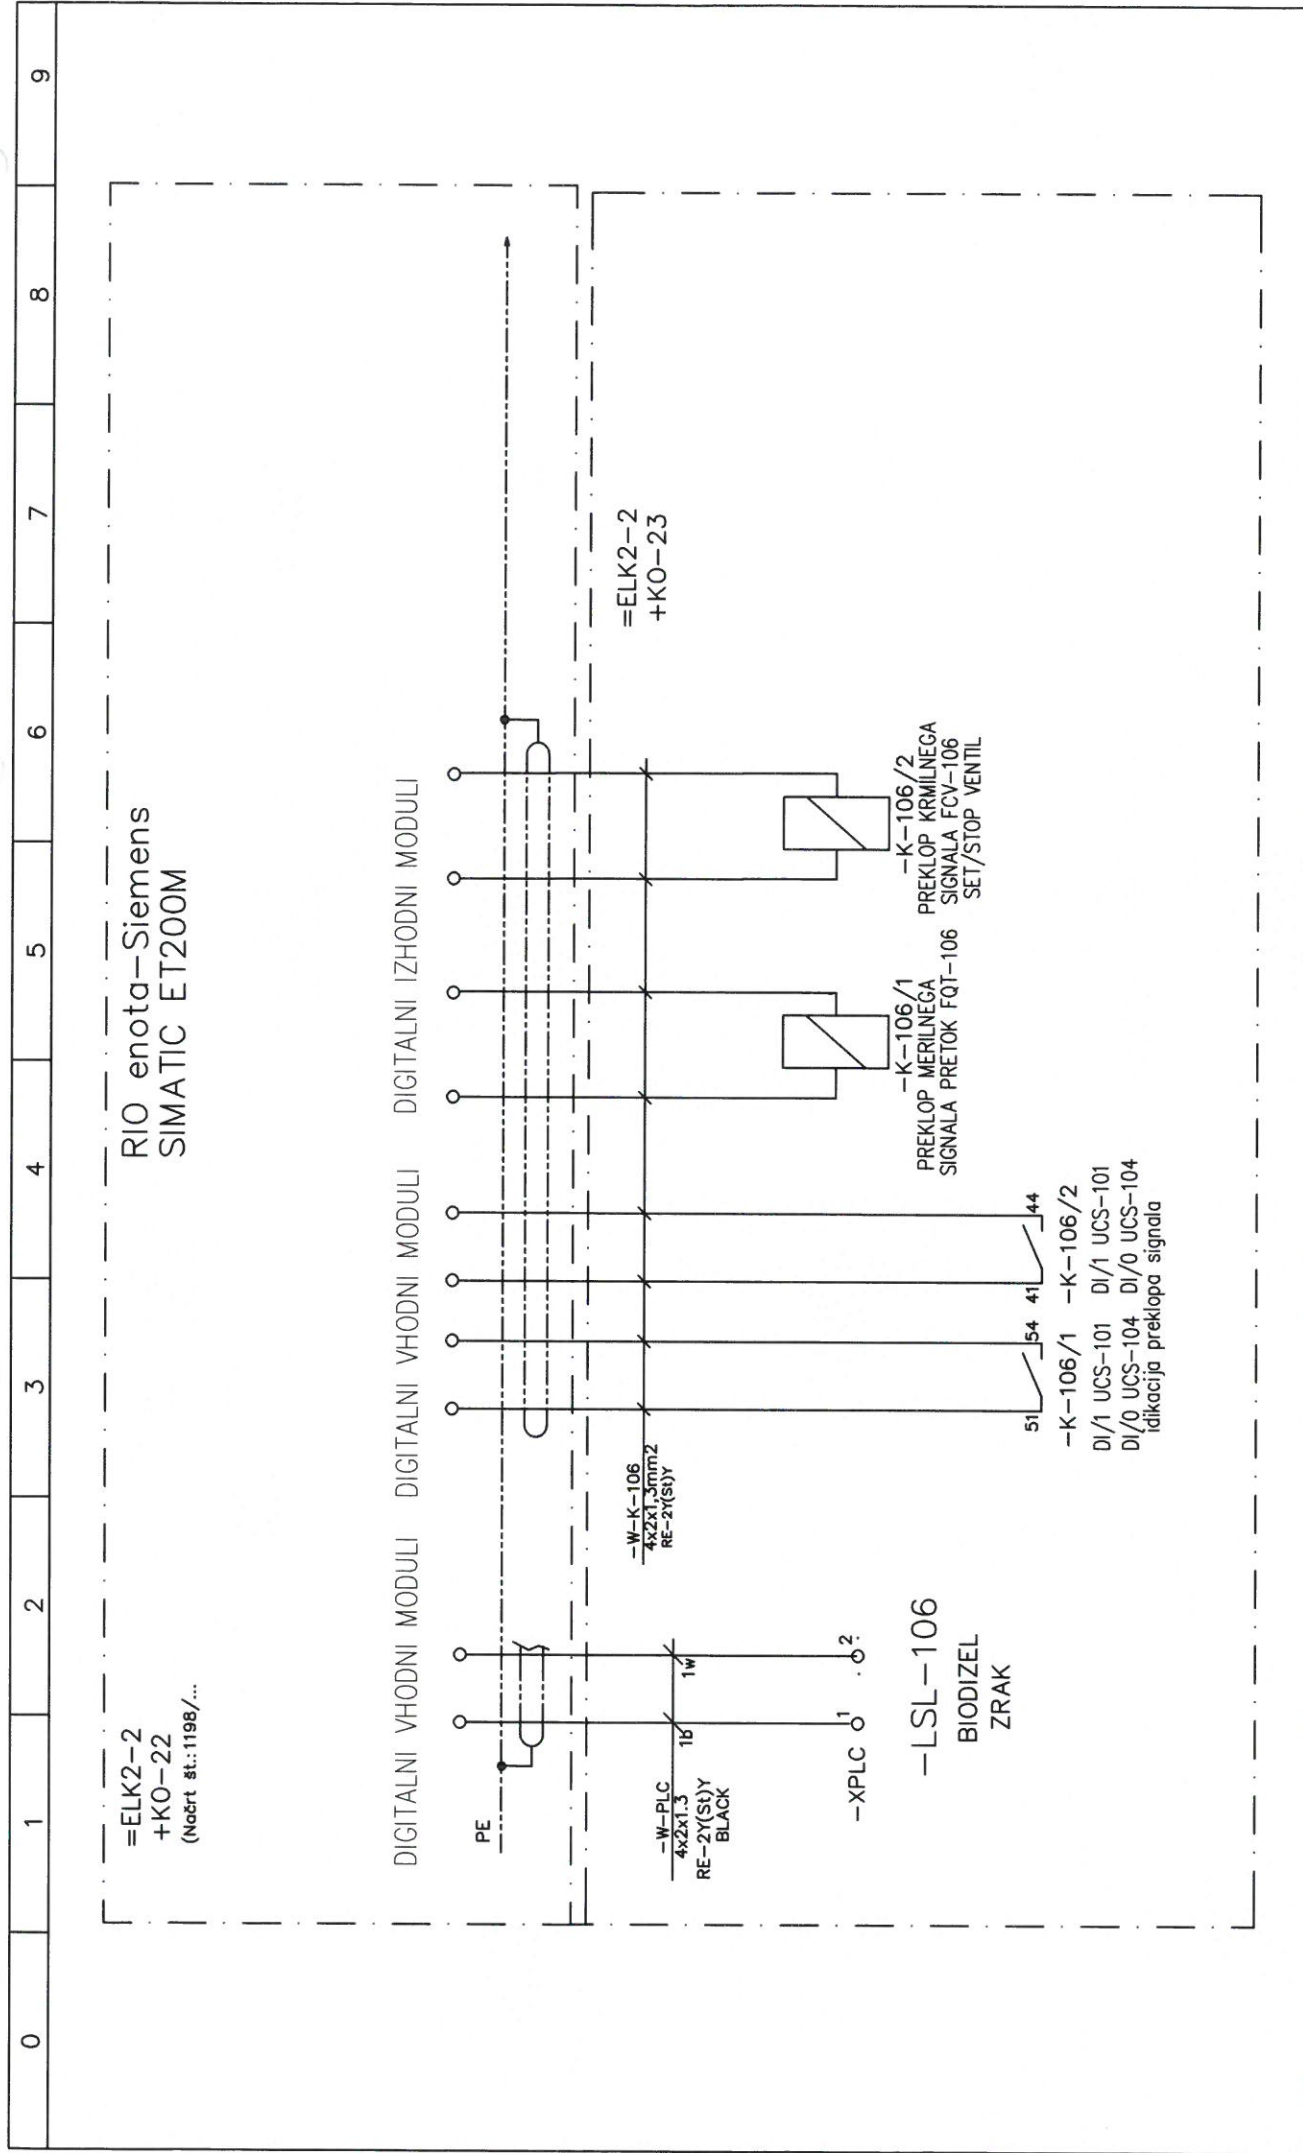 0 1 2 3 4 5 6 7 8 9
=ELK2-2
+KO-22
(Načrt št.:1198/...
RIO enota-Siemens
SIMATIC ET200M
DIGITALNI VHODNI MODULI
DIGITALNI VHODNI MODULI
DIGITALNI VHODNI MODULI
DIGITALNI IZHODNI MODULI
PE
=ELK2-2
+KO-23
-W-PLC
4x2x1.3
RE-2Y(St)Y
BLACK
1b
1w
-W-K-106
4x2x1,3mm2
RE-2Y(St)Y
-XPLC
1
2
-LSL-106
BIODIZEL
ZRAK
51
54
41
44
-K-106/1
DI/1 UCS-101
DI/0 UCS-104
-K-106/2
DI/1 UCS-101
DI/0 UCS-104
idikacija preklopa signala
-K-106/1
PREKLOP MERILNEGA
SIGNALA PRETOK FQT-106
-K-106/2
PREKLOP KRMILNEGA
SIGNALA FCV-106
SET/STOP VENTIL